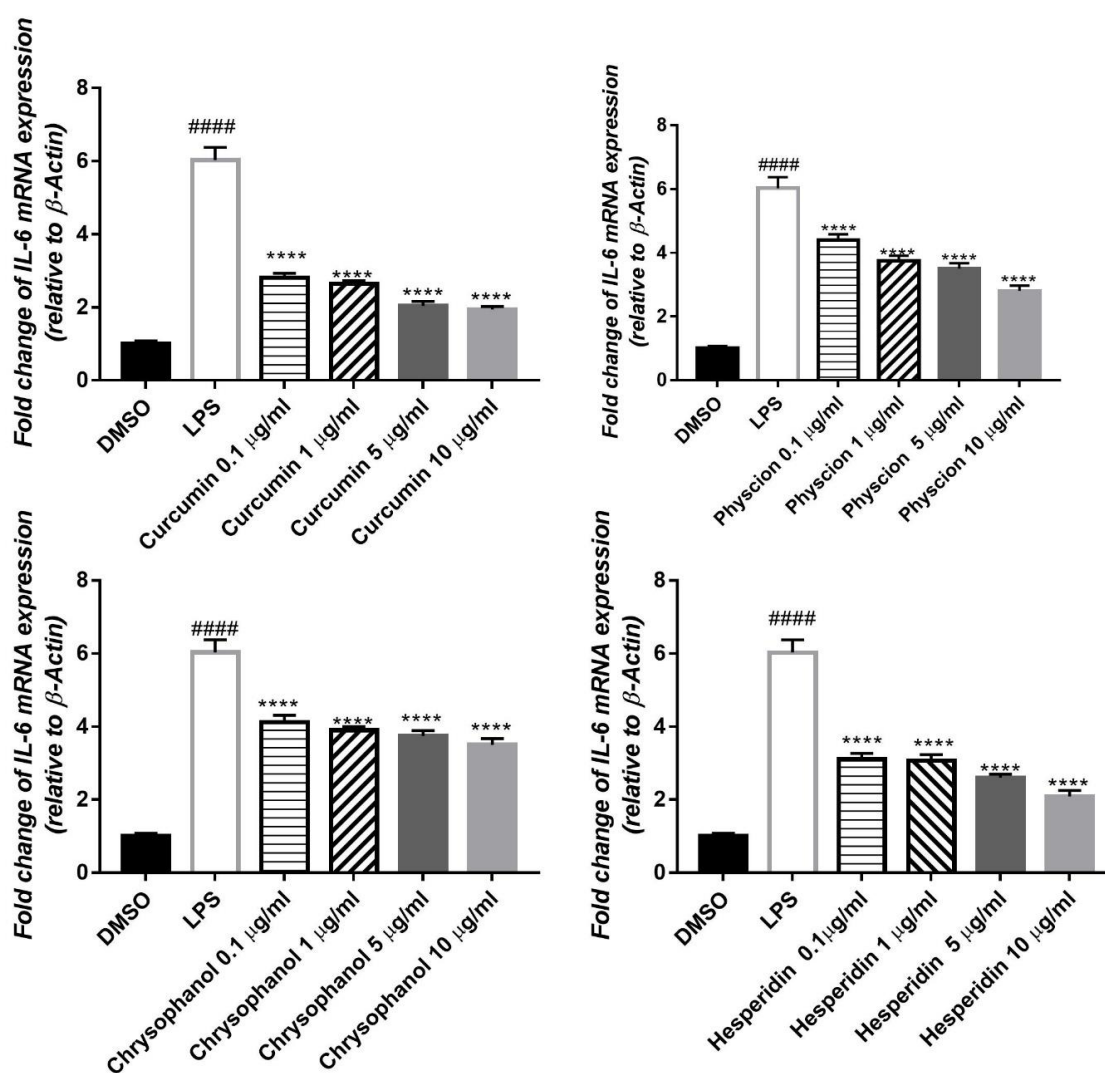 Fold change of IL-6 mRNA expression
(relative to β-Actin)
8
6
4
2
0
####
****
****
****
****
DMSO
LPS
Curcumin 0.1 μg/ml
Curcumin 1 μg/ml
Curcumin 5 μg/ml
Curcumin 10 μg/ml
Fold change of IL-6 mRNA expression
(relative to β-Actin)
8
6
4
2
0
####
****
****
****
****
DMSO
LPS
Physcion 0.1 μg/ml
Physcion 1 μg/ml
Physcion 5 μg/ml
Physcion 10 μg/ml
Fold change of IL-6 mRNA expression
(relative to β-Actin)
8
6
4
2
0
####
****
****
****
****
DMSO
LPS
Chrysophanol 0.1 μg/ml
Chrysophanol 1 μg/ml
Chrysophanol 5 μg/ml
Chrysophanol 10 μg/ml
Fold change of IL-6 mRNA expression
(relative to β-Actin)
8
6
4
2
0
####
****
****
****
****
DMSO
LPS
Hesperidin 0.1μg/ml
Hesperidin 1 μg/ml
Hesperidin 5 μg/ml
Hesperidin 10 μg/ml